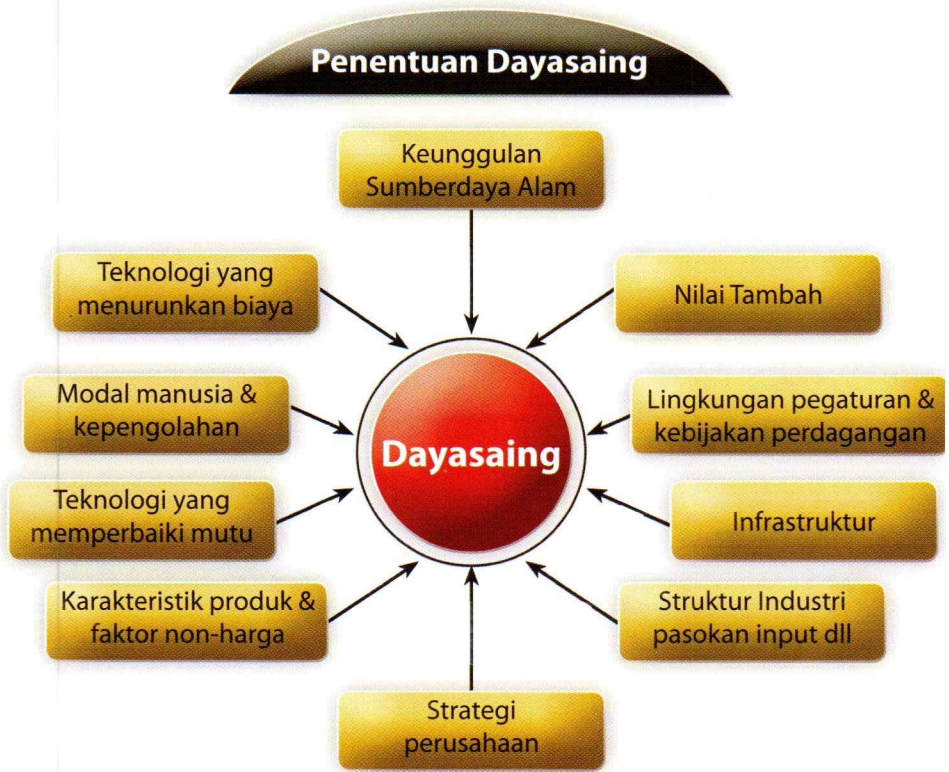 Penentuan Dayasaing
Keunggulan
Sumberdaya Alam
Teknologi yang
menurunkan biaya
Nilai Tambah
Modal manusia &
kepengolahan
Lingkungan pegaturan &
kebijakan perdagangan
Dayasaing
Teknologi yang
memperbaiki mutu
Infrastruktur
Karakteristik produk &
faktor non-harga
Struktur Industri
pasokan input dll
Strategi
perusahaan